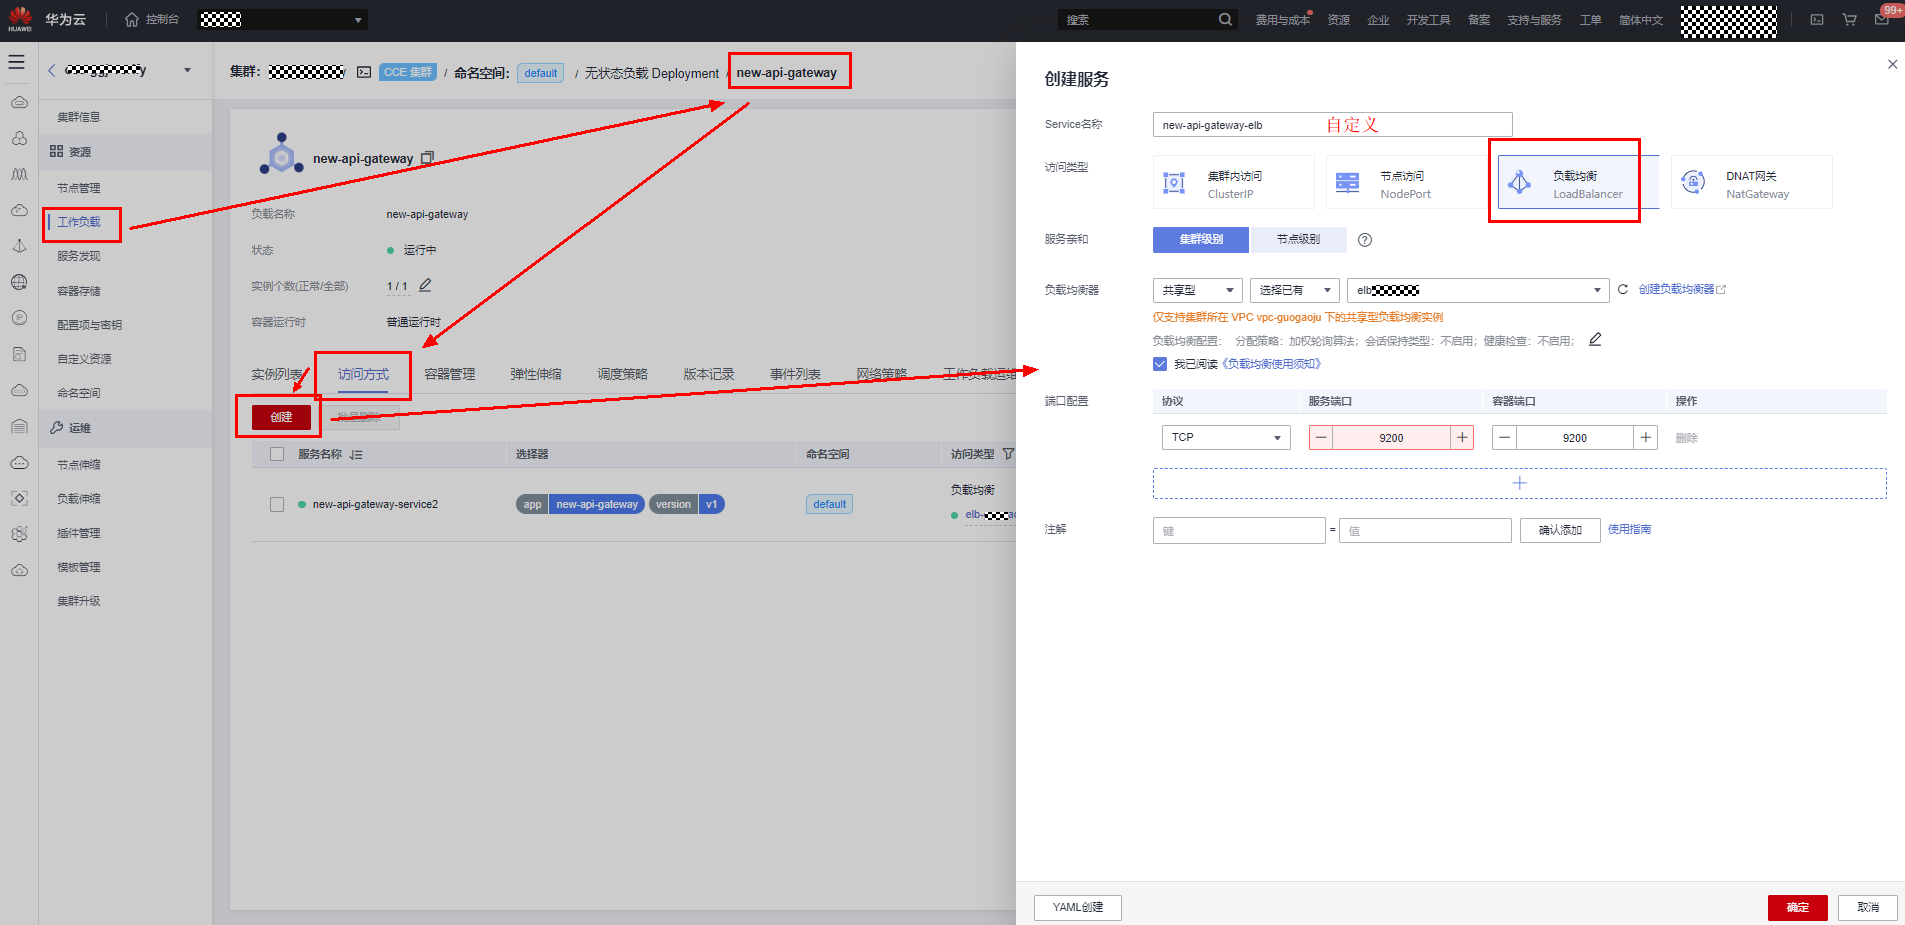 HUAWEI
华为云
控制台
搜索
费用与成本
资源
企业
开发工具
备案
支持与服务
工单
简体中文
99+
集群:
CCE 集群
/
命名空间:
default
/ 无状态负载 Deployment
/
new-api-gateway
集群信息
资源
节点管理
工作负载
服务发现
容器存储
配置项与密钥
自定义资源
命名空间
运维
节点伸缩
负载伸缩
插件管理
模板管理
集群升级
new-api-gateway
负载名称
new-api-gateway
状态
运行中
实例个数(正常/全部)
1 / 1
容器运行时
普通运行时
实例列表
访问方式
容器管理
弹性伸缩
调度策略
版本记录
事件列表
网络策略
工作负载运维
创建
批量删除
服务名称
选择器
命名空间
访问类型
new-api-gateway-service2
app
new-api-gateway
version
v1
default
负载均衡
elb-
创建服务
Service名称
new-api-gateway-elb
自定义
访问类型
集群内访问
ClusterIP
节点访问
NodePort
负载均衡
LoadBalancer
DNAT网关
NatGateway
服务亲和
集群级别
节点级别
?
负载均衡器
共享型
选择已有
elb
创建负载均衡器
仅支持集群所在 VPC vpc-guogaoju 下的共享型负载均衡实例
负载均衡配置: 分配策略:加权轮询算法;会话保持类型:不启用;健康检查:不启用;
我已阅读《负载均衡使用须知》
端口配置
协议
服务端口
容器端口
操作
TCP
9200
9200
删除
注解
键
=
值
确认添加
使用指南
YAML创建
确定
取消